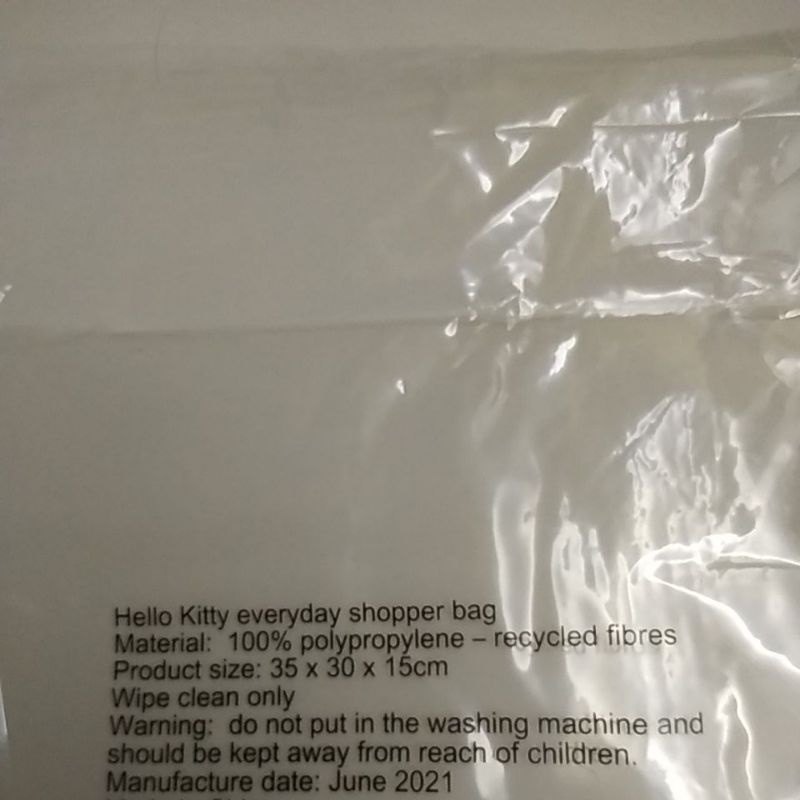 Hello Kitty everyday shopper bag
Material: 100% polypropylene – recycled fibres
Product size: 35 x 30 x 15cm
Wipe clean only
Warning: do not put in the washing machine and
should be kept away from reach of children.
Manufacture date: June 2021